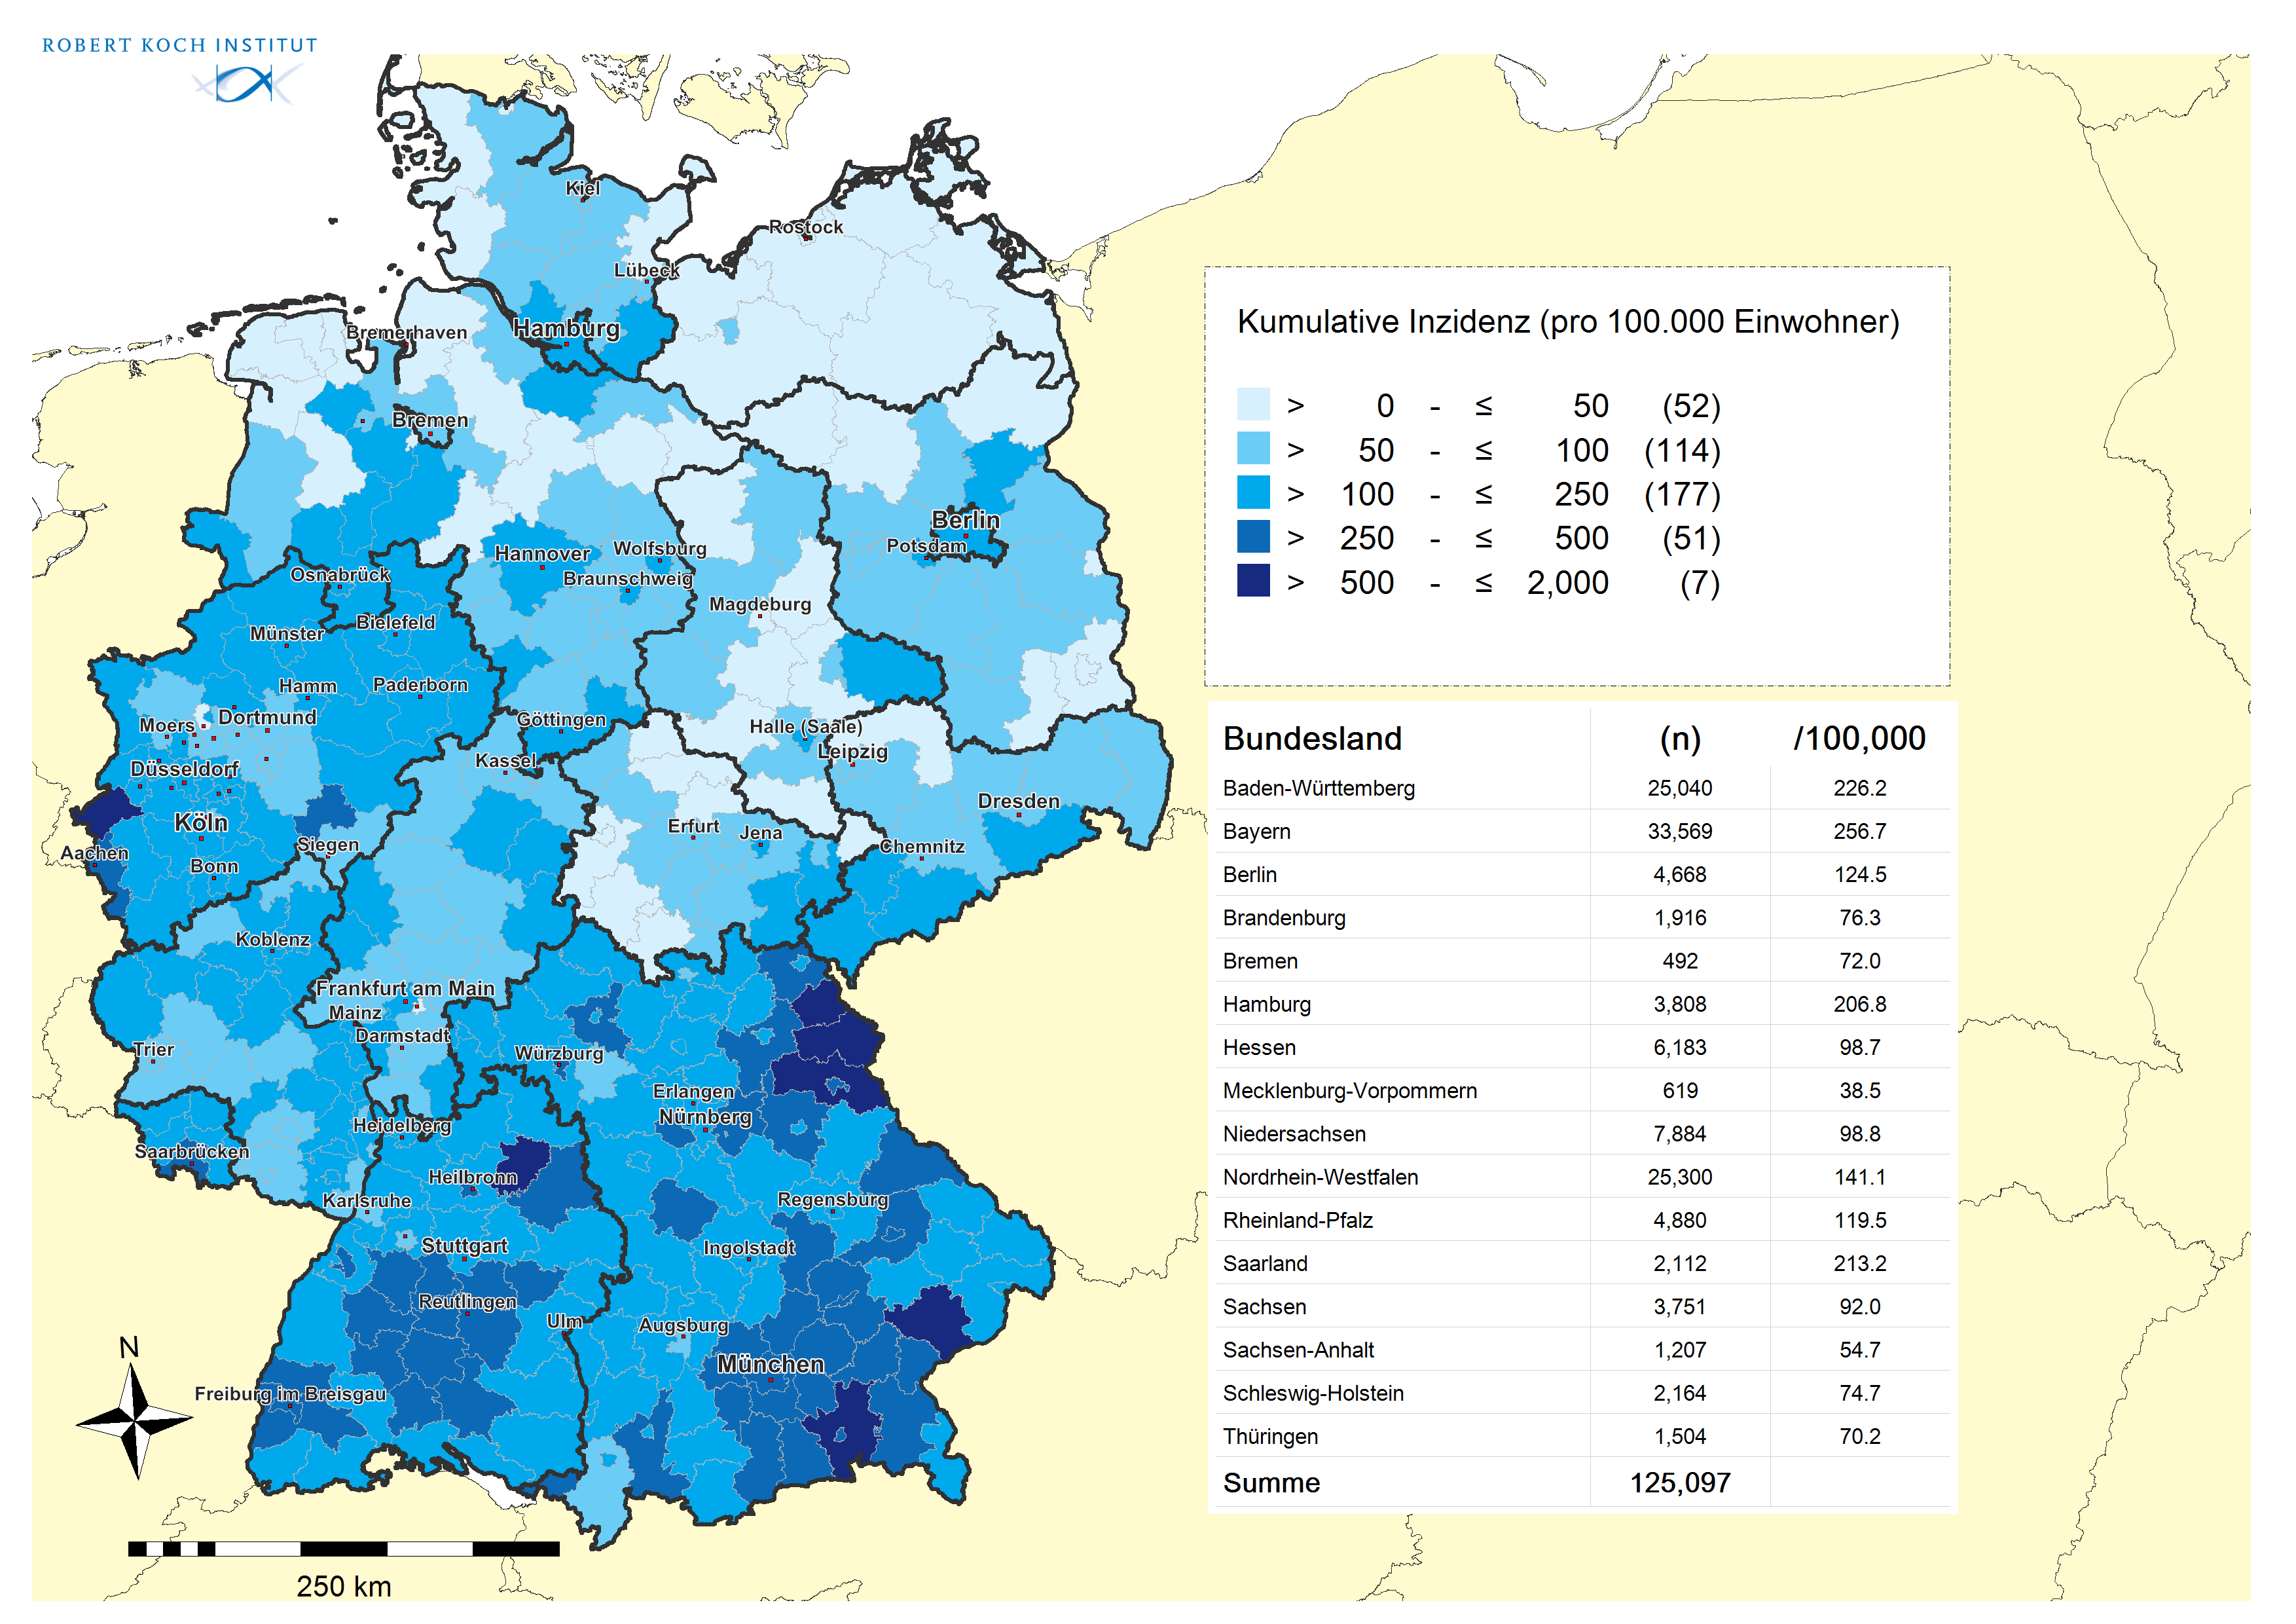 ROBERT KOCH INSTITUT
Kiel
Rostock
Lübeck
Bremerhaven
Hamburg
Bremen
Berlin
Potsdam
Hannover
Wolfsburg
Braunschweig
Osnabrück
Magdeburg
Bielefeld
Münster
Hamm
Paderborn
Moers
Dortmund
Göttingen
Halle (Saale)
Leipzig
Kassel
Düsseldorf
Dresden
Köln
Erfurt
Jena
Siegen
Chemnitz
Aachen
Bonn
Koblenz
Frankfurt am Main
Mainz
Darmstadt
Trier
Würzburg
Erlangen
Nürnberg
Heidelberg
Saarbrücken
Heilbronn
Karlsruhe
Regensburg
Stuttgart
Ingolstadt
Reutlingen
Ulm
Augsburg
München
Freiburg im Breisgau
N
250 km
Kumulative Inzidenz (pro 100.000 Einwohner)
> 0 - ≤ 50 (52)
> 50 - ≤ 100 (114)
> 100 - ≤ 250 (177)
> 250 - ≤ 500 (51)
> 500 - ≤ 2,000 (7)
Bundesland (n) /100,000
Baden-Württemberg 25,040 226.2
Bayern 33,569 256.7
Berlin 4,668 124.5
Brandenburg 1,916 76.3
Bremen 492 72.0
Hamburg 3,808 206.8
Hessen 6,183 98.7
Mecklenburg-Vorpommern 619 38.5
Niedersachsen 7,884 98.8
Nordrhein-Westfalen 25,300 141.1
Rheinland-Pfalz 4,880 119.5
Saarland 2,112 213.2
Sachsen 3,751 92.0
Sachsen-Anhalt 1,207 54.7
Schleswig-Holstein 2,164 74.7
Thüringen 1,504 70.2
Summe 125,097